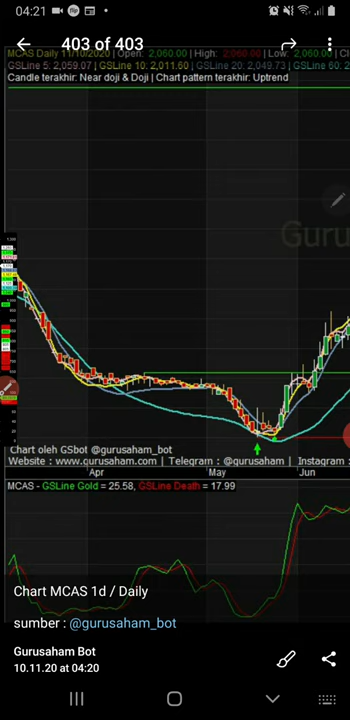 04:21
403 of 403
MCAS Daily 11/10/2020 | Open: 2,060.00 | High: 2,060.00 | Low: 2,060.00 | Cl
GSLine 5: 2,059.07 | GSLine 10: 2,011.60 | GSLine 20: 2,049.73 | GSLine 60: 2
Candle terakhir: Near doji & Doji | Chart pattern terakhir: Uptrend
Guru
Chart oleh GSbot @gurusaham_bot
Website : www.gurusaham.com | Telegram : @gurusaham | Instagram :
Apr May Jun
MCAS - GSLine Gold = 25.58, GSLine Death = 17.99
Chart MCAS 1d / Daily
sumber : @gurusaham_bot
Gurusaham Bot
10.11.20 at 04:20